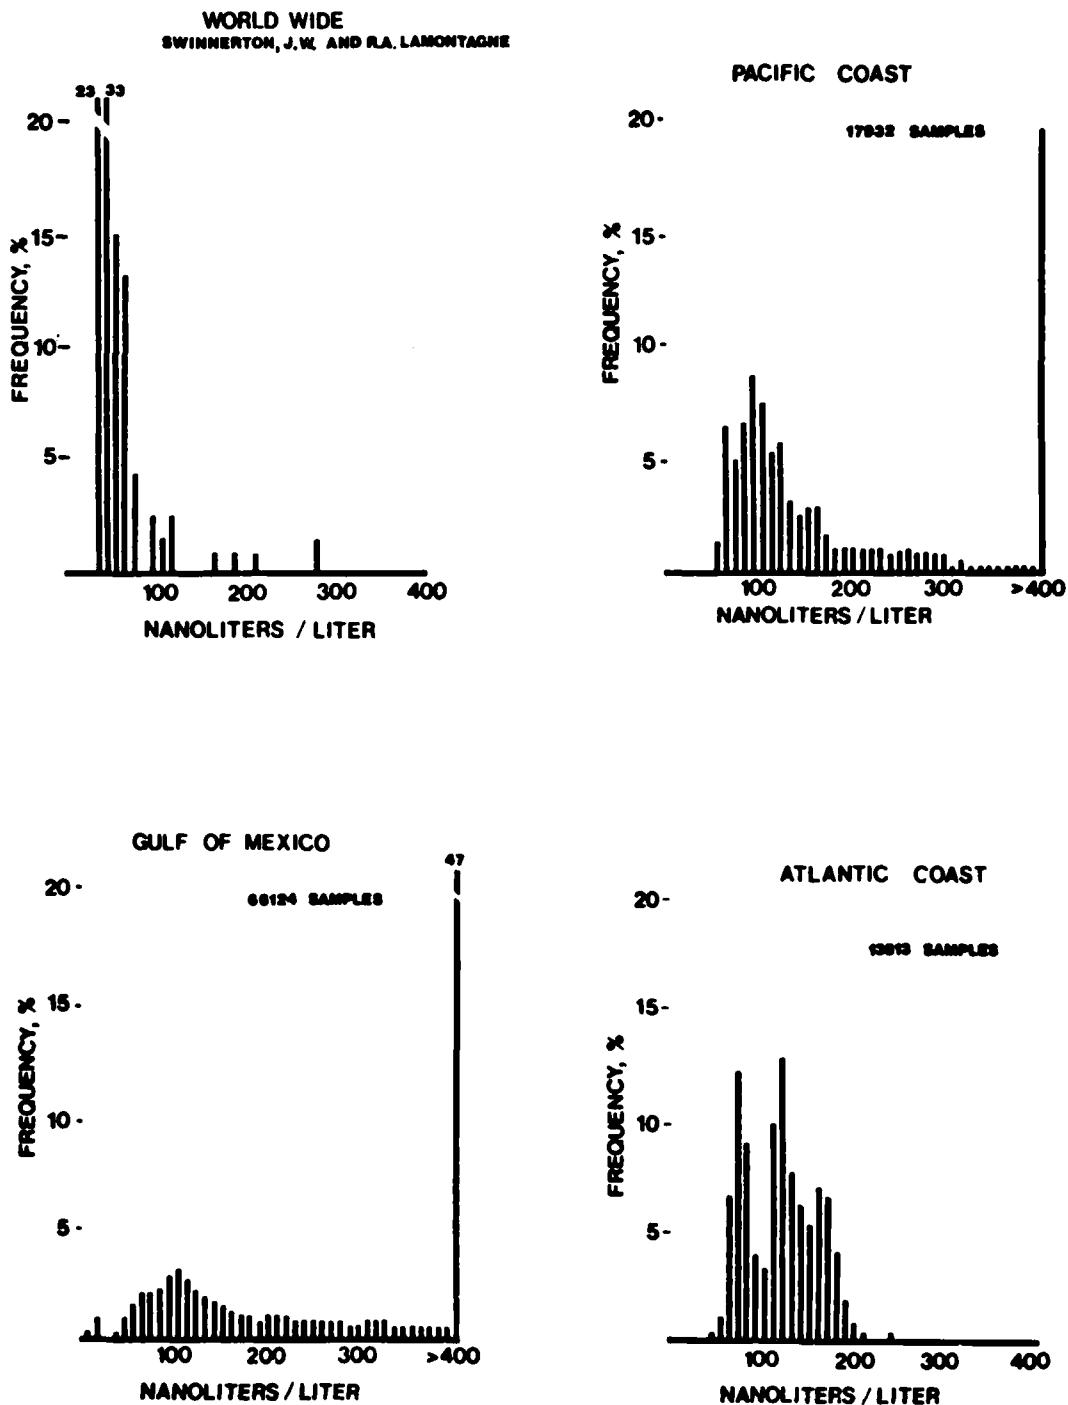 WORLD WIDE
SWINNERTON, J.W. AND R.A. LAMONTAGNE
23 33
20
15
10
5
FREQUENCY, %
100 200 300 400
NANOLITERS / LITER
PACIFIC COAST
17932 SAMPLES
20
15
10
5
FREQUENCY, %
100 200 300 >400
NANOLITERS / LITER
GULF OF MEXICO
47
SAMPLES
20
15
10
5
FREQUENCY, %
100 200 300 >400
NANOLITERS / LITER
ATLANTIC COAST
SAMPLES
20
15
10
5
FREQUENCY, %
100 200 300 400
NANOLITERS / LITER